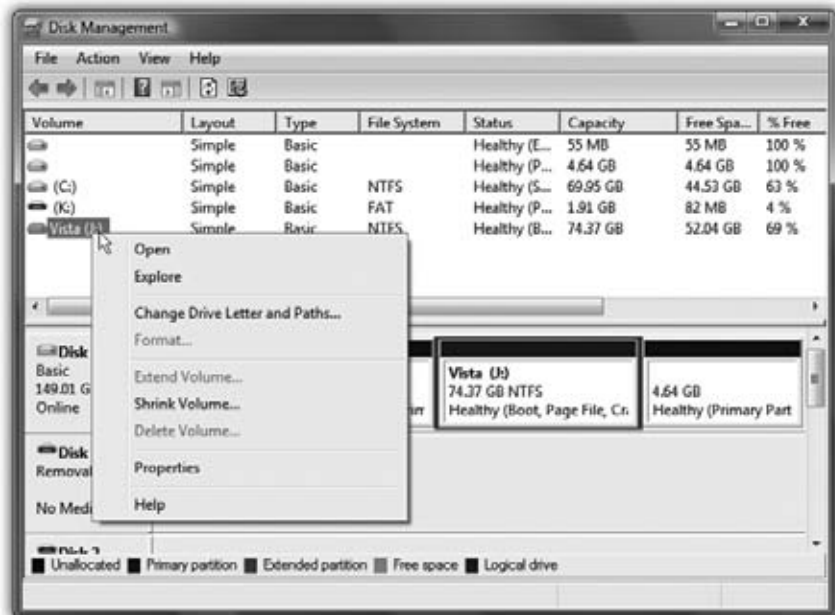 Disk Management
File Action View Help
Volume Layout Type File System Status Capacity Free Spa... % Free
Simple Basic Healthy (E... 55 MB 55 MB 100 %
Simple Basic Healthy (P... 4.64 GB 4.64 GB 100 %
(C:) Simple Basic NTFS Healthy (S... 69.95 GB 44.53 GB 63 %
(K:) Simple Basic FAT Healthy (P... 1.91 GB 82 MB 4 %
Vista (J:) Simple Basic NTFS Healthy (B... 74.37 GB 52.04 GB 69 %
Open
Explore
Change Drive Letter and Paths...
Format...
Extend Volume...
Shrink Volume...
Delete Volume...
Properties
Help
Disk
Basic
149.01 G
Online
Vista (J:)
74.37 GB NTFS
Healthy (Boot, Page File, Cra
4.64 GB
Healthy (Primary Part
Disk
Removal
No Medi
Disk 2
Unallocated Primary partition Extended partition Free space Logical drive